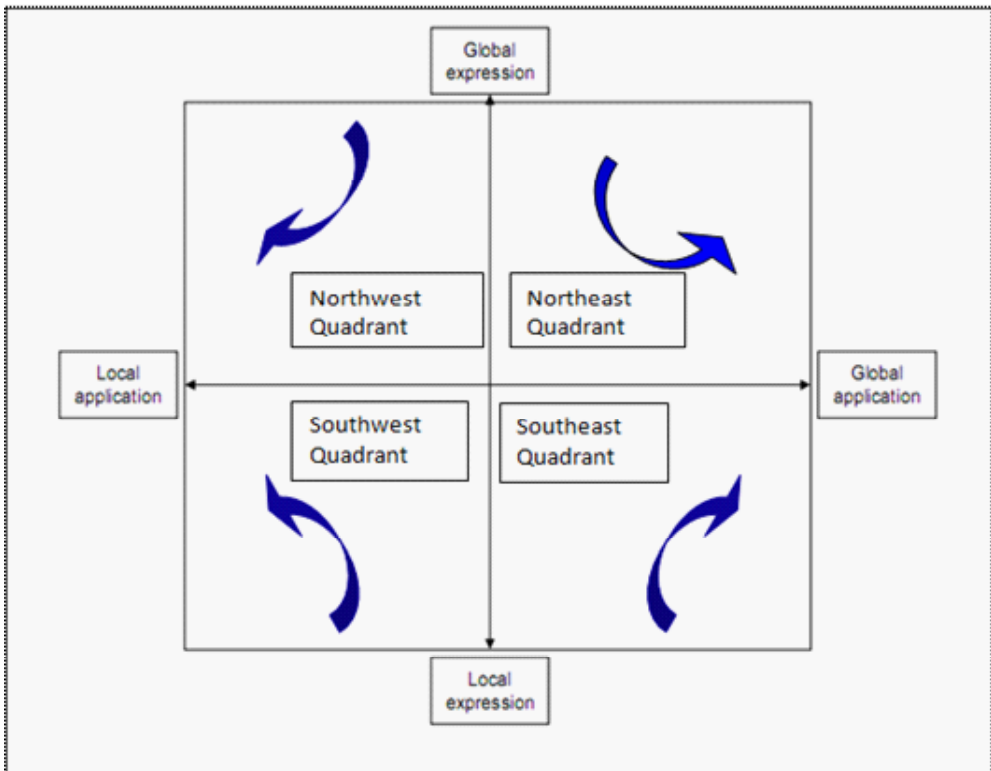 Global
expression
Northwest
Quadrant
Northeast
Quadrant
Local
application
Global
application
Southwest
Quadrant
Southeast
Quadrant
Local
expression